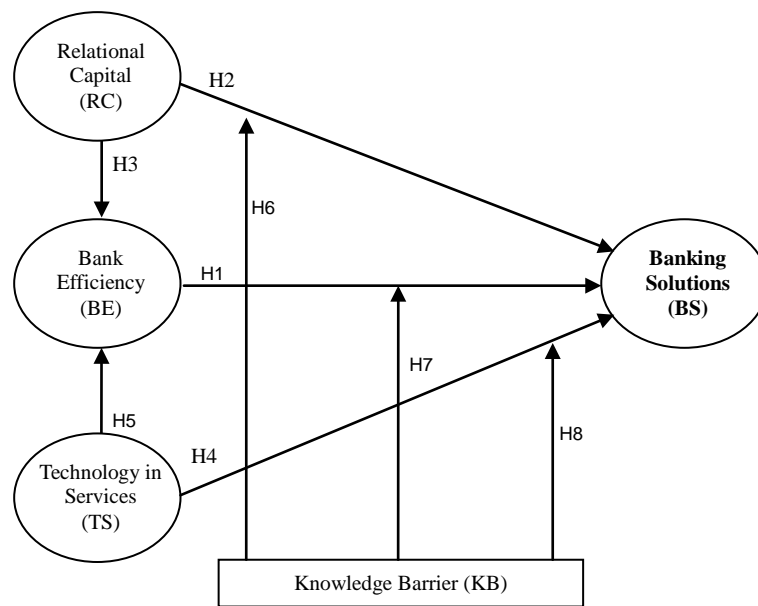 Relational
Capital
(RC)
H2
H3
H6
Bank
Efficiency
(BE)
H1
Banking
Solutions
(BS)
H7
H5
H4
H8
Technology in
Services
(TS)
Knowledge Barrier (KB)